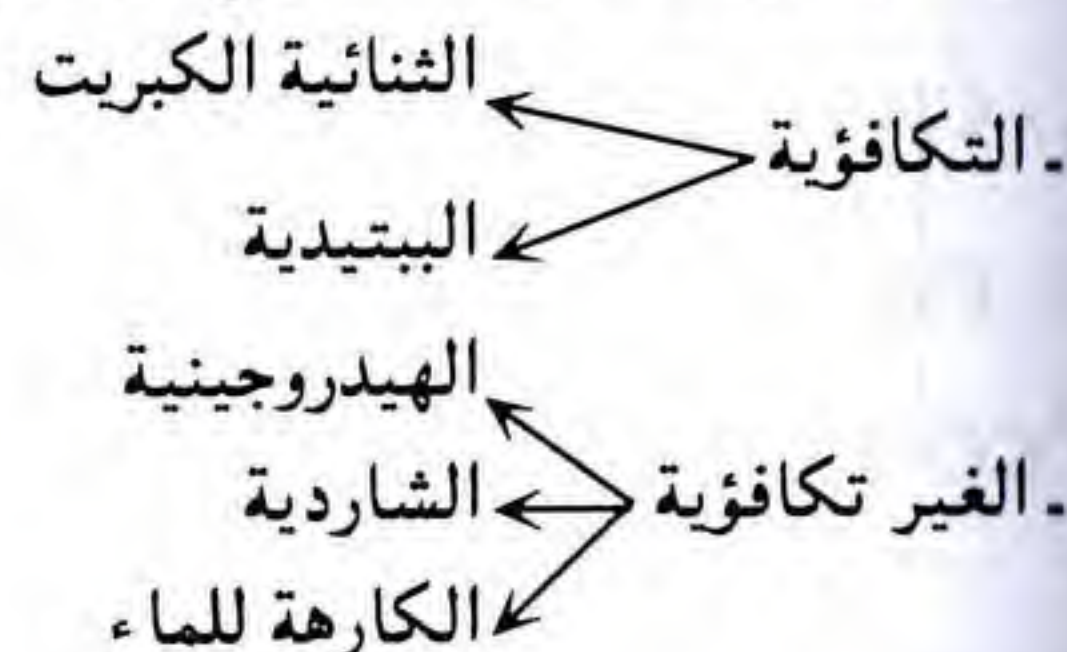 الثنائية الكبريت
- التكافؤية
الببتيدية
الهيدروجينية
- الغير تكافؤية الشاردية
الكارهة للماء